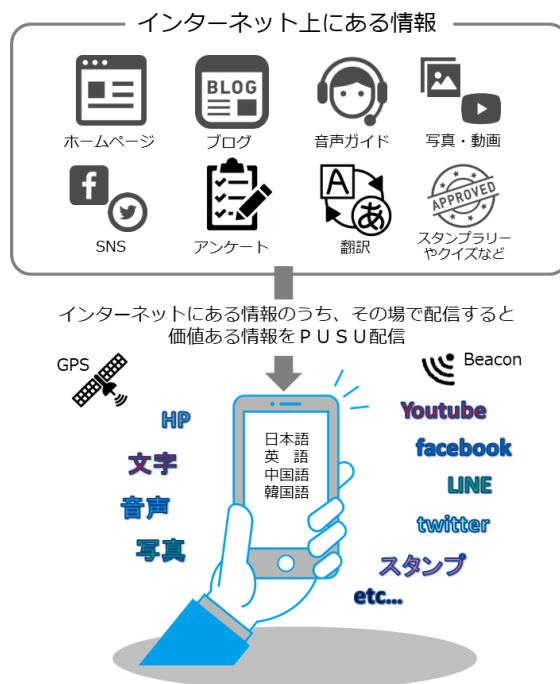 インターネット上にある情報
BLOG
ホームページ
ブログ
音声ガイド
写真・動画
A
あ
APPROVED
SNS
アンケート
翻訳
スタンプラリー
やクイズなど
インターネットにある情報のうち、その場で配信すると
価値ある情報をＰＵＳＵ配信
GPS
Beacon
HP
文字
音声
写真
日本語
英　語
中国語
韓国語
Youtube
facebook
LINE
twitter
スタンプ
etc...